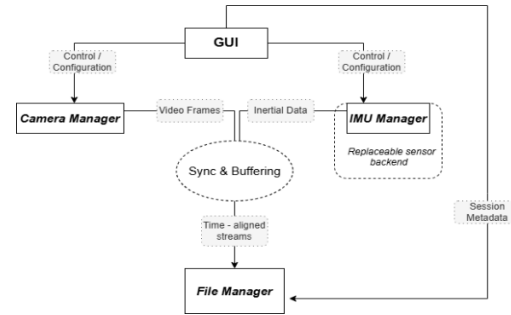 GUI
Control /
Configuration
Control /
Configuration
Camera Manager
Video Frames
Inertial Data
IMU Manager
Replaceable sensor
backend
Sync & Buffering
Session
Metadata
Time - aligned
streams
File Manager